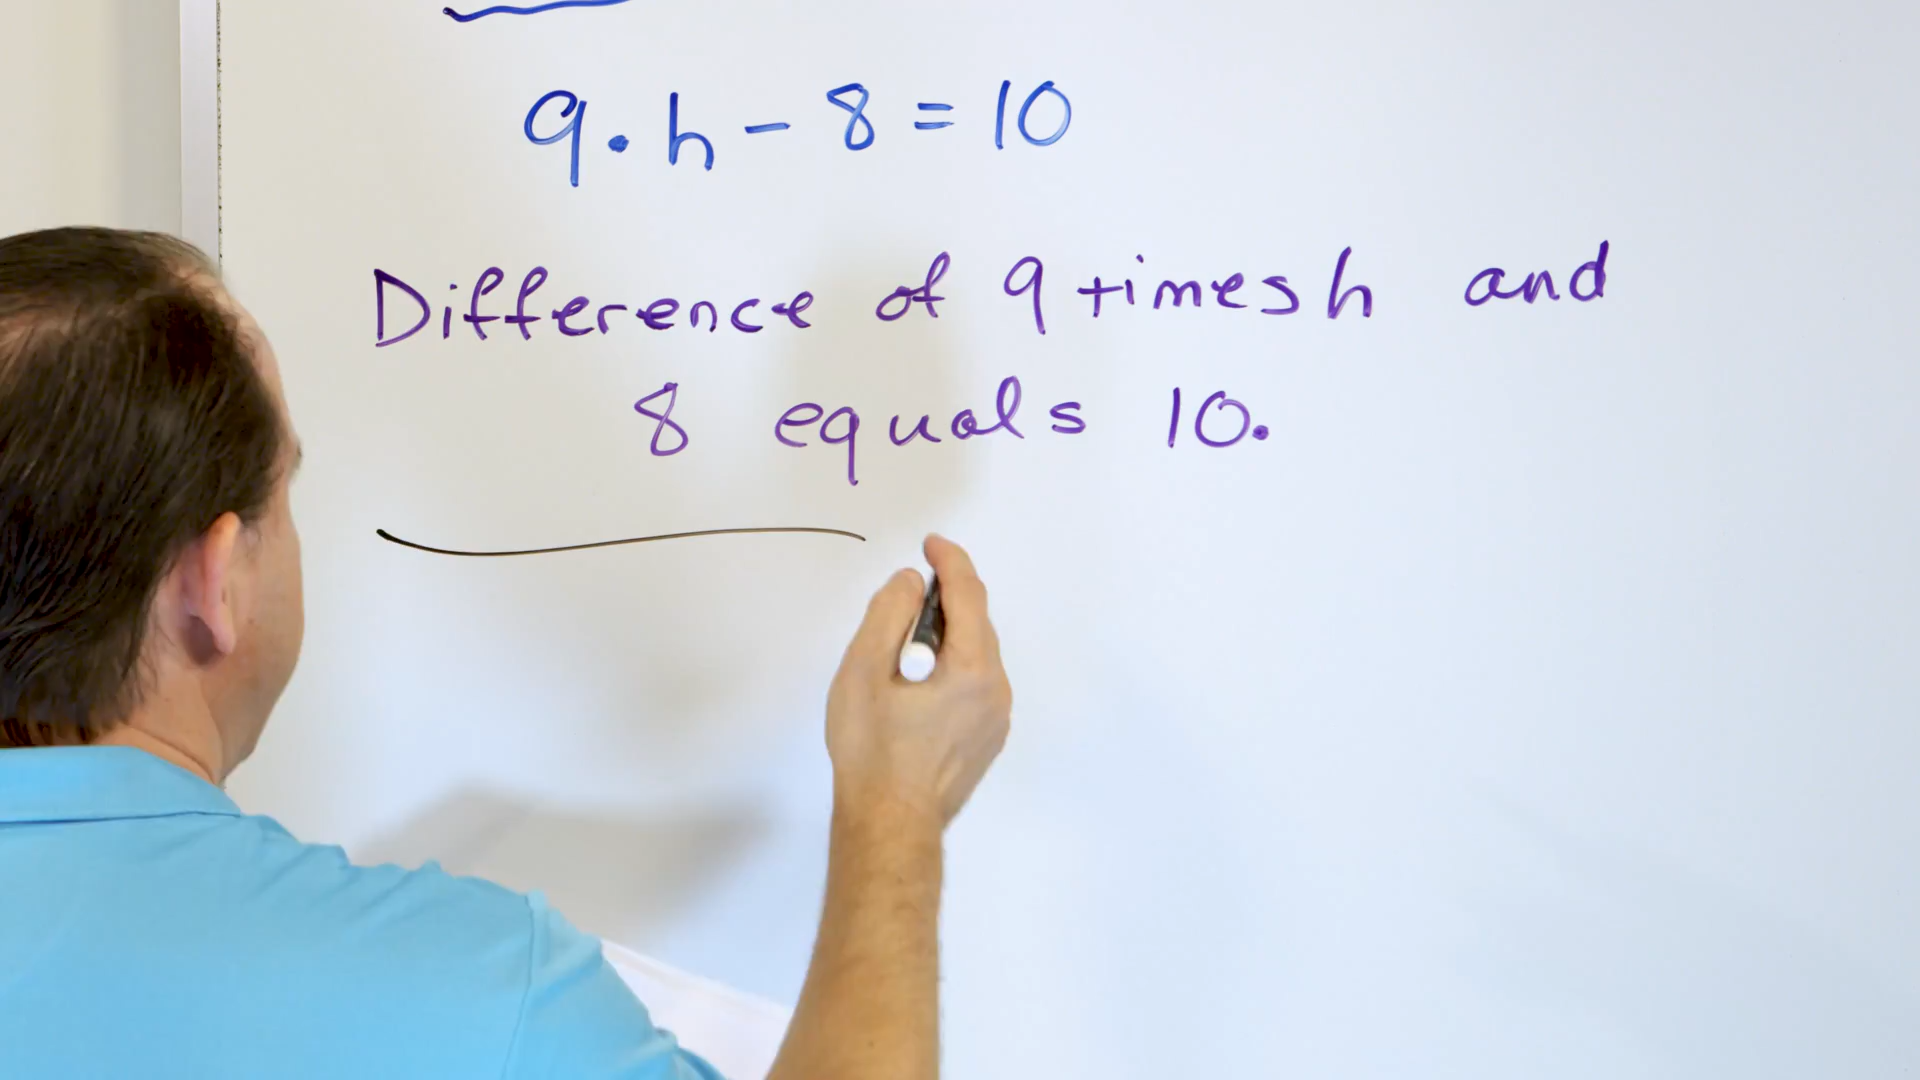 9 · h - 8 = 10
Difference of 9 times h and
8 equals 10.